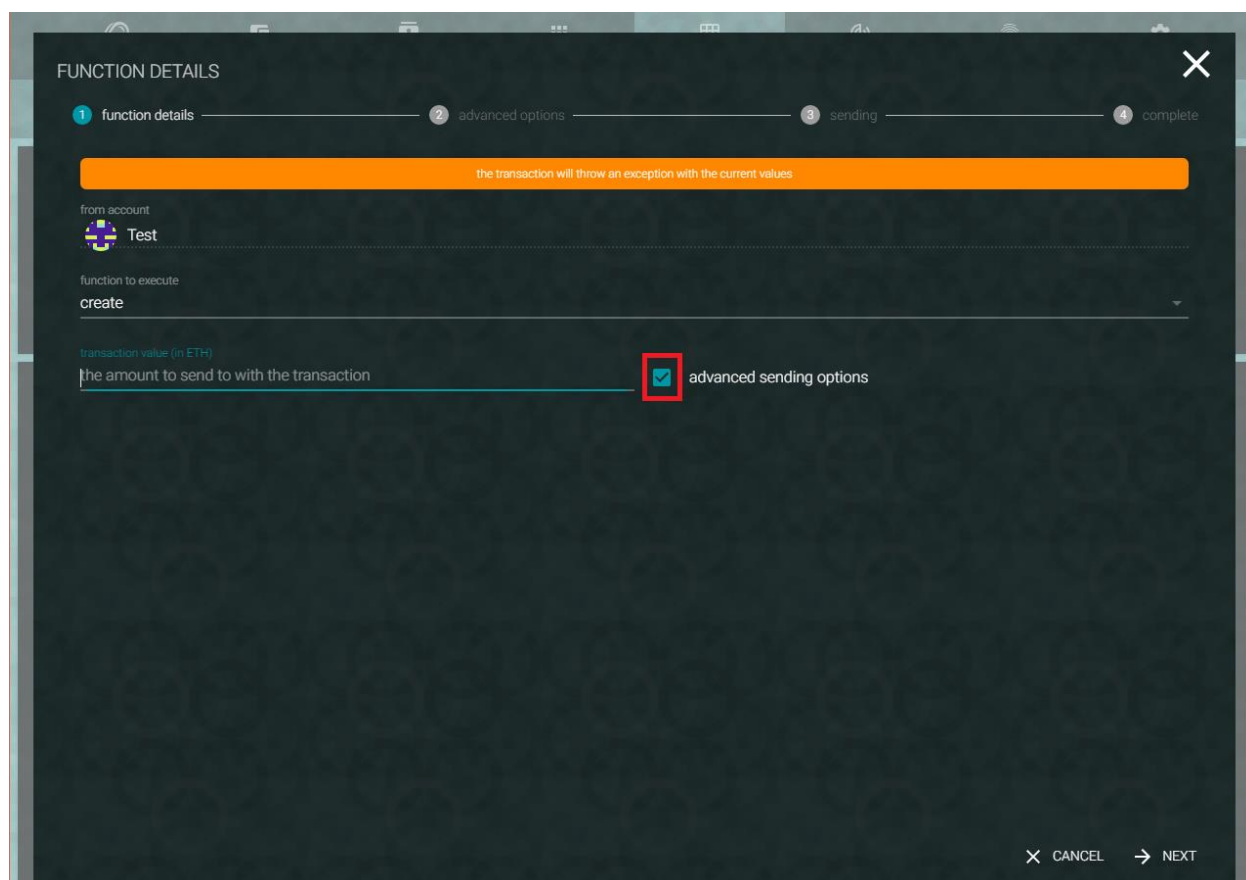 FUNCTION DETAILS
1 function details 2 advanced options 3 sending 4 complete
the transaction will throw an exception with the current values
from account
Test
function to execute
create
transaction value (in ETH)
the amount to send to with the transaction
advanced sending options
CANCEL NEXT